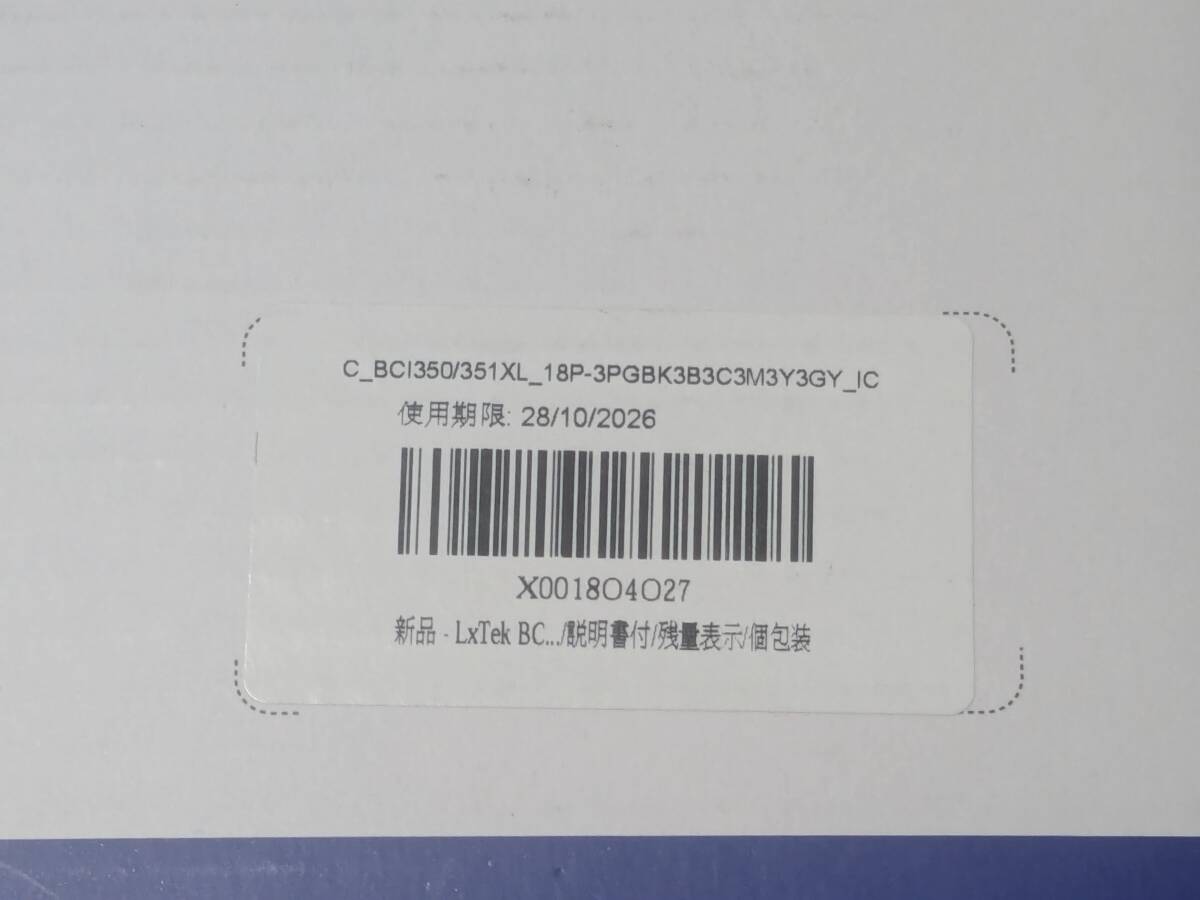 C_BCI350/351XL_18P-3PGBK3B3C3M3Y3GY_IC
使用期限: 28/10/2026
X0018O4O27
新品 - LxTek BC.../説明書付/残量表示/個包装